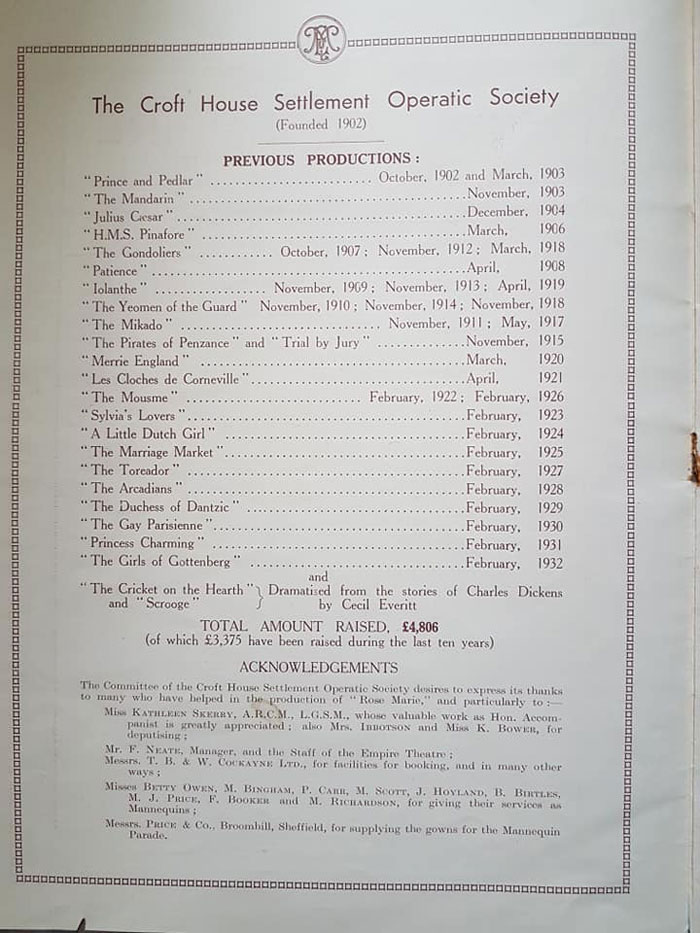 The Croft House Settlement Operatic Society
(Founded 1902)
PREVIOUS PRODUCTIONS :
"Prince and Pedlar" ........................ October, 1902 and March, 1903
"The Mandarin" ..............................................November, 1903
"Julius Cæsar" ................................................December, 1904
"H.M.S. Pinafore" ............................................March, 1906
"The Gondoliers" ............ October, 1907 ; November, 1912 ; March, 1918
"Patience" ....................................................April, 1908
"Iolanthe" ................ November, 1909 ; November, 1913 ; April, 1919
"The Yeomen of the Guard" November, 1910 ; November, 1914 ; November, 1918
"The Mikado" ................................. November, 1911 ; May, 1917
"The Pirates of Penzance" and "Trial by Jury" ..............November, 1915
"Merrie England" ............................................March, 1920
"Les Cloches de Corneville"....................................April, 1921
"The Mousme" ............................. February, 1922 ; February, 1926
"Sylvia's Lovers"..............................................February, 1923
"A Little Dutch Girl" ........................................February, 1924
"The Marriage Market"........................................February, 1925
"The Toreador" ..............................................February, 1927
"The Arcadians" ..............................................February, 1928
"The Duchess of Dantzic" ....................................February, 1929
"The Gay Parisienne"..........................................February, 1930
"Princess Charming" ..........................................February, 1931
"The Girls of Gottenberg" ....................................February, 1932
and
"The Cricket on the Hearth" } Dramatised from the stories of Charles Dickens
and "Scrooge" } by Cecil Everitt
TOTAL AMOUNT RAISED, £4,806
(of which £3,375 have been raised during the last ten years)
ACKNOWLEDGEMENTS
The Committee of the Croft House Settlement Operatic Society desires to express its thanks
to many who have helped in the production of "Rose Marie," and particularly to :—
Miss KATHLEEN SKERRY, A.R.C.M., L.G.S.M., whose valuable work as Hon. Accom-
panist is greatly appreciated ; also Mrs. IBBOTSON and Miss K. BOWER, for
deputising ;
Mr. F. NEATE, Manager, and the Staff of the Empire Theatre ;
Messrs. T. B. & W. COCKAYNE LTD., for facilities for booking, and in many other
ways ;
Misses BETTY OWEN, M. BINGHAM, P. CARR, M. SCOTT, J. HOYLAND, B. BIRTLES,
M. J. PRICE, F. BOOKER and M. RICHARDSON, for giving their services as
Mannequins ;
Messrs. PRICE & Co., Broomhill, Sheffield, for supplying the gowns for the Mannequin
Parade.